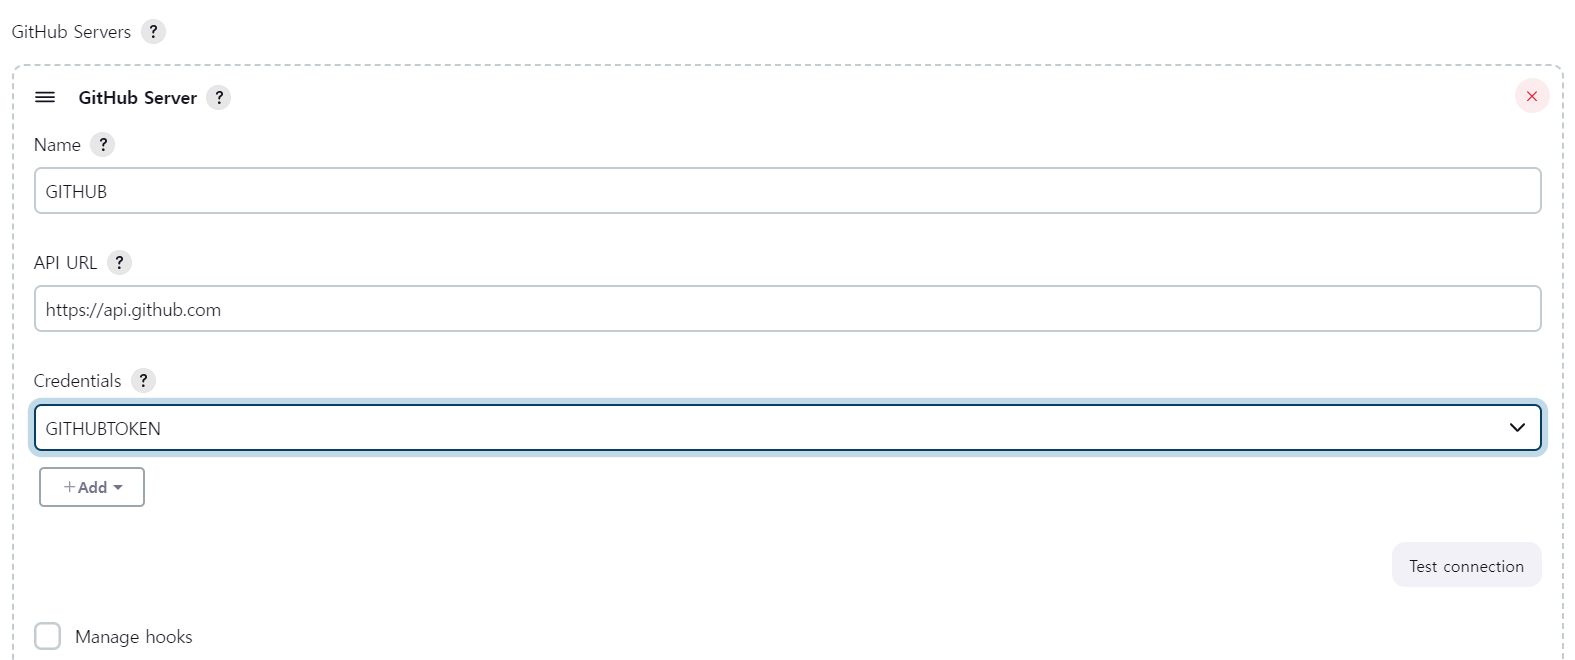 GitHub Servers ?
GitHub Server ?
Name ?
GITHUB
API URL ?
https://api.github.com
Credentials ?
GITHUBTOKEN
+Add
Test connection
Manage hooks